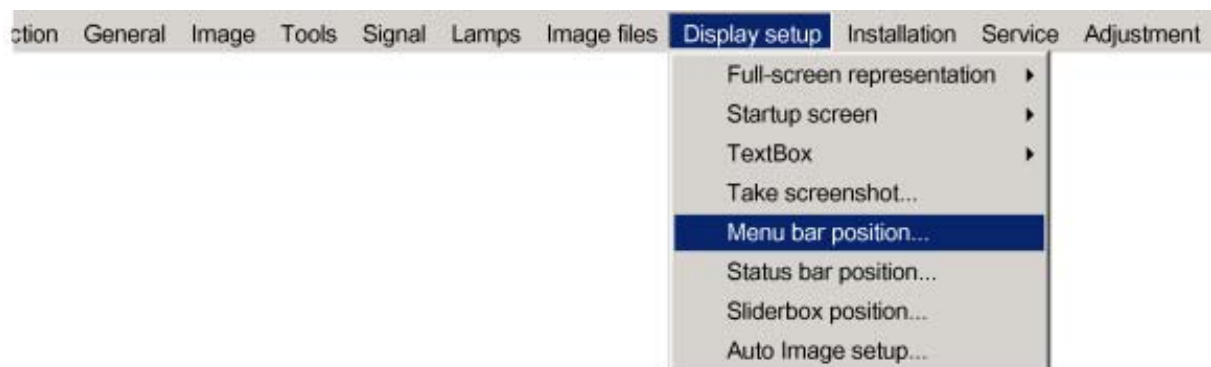 ction General Image Tools Signal Lamps Image files Display setup Installation Service Adjustment
Full-screen representation
Startup screen
TextBox
Take screenshot...
Menu bar position...
Status bar position...
Sliderbox position...
Auto Image setup...